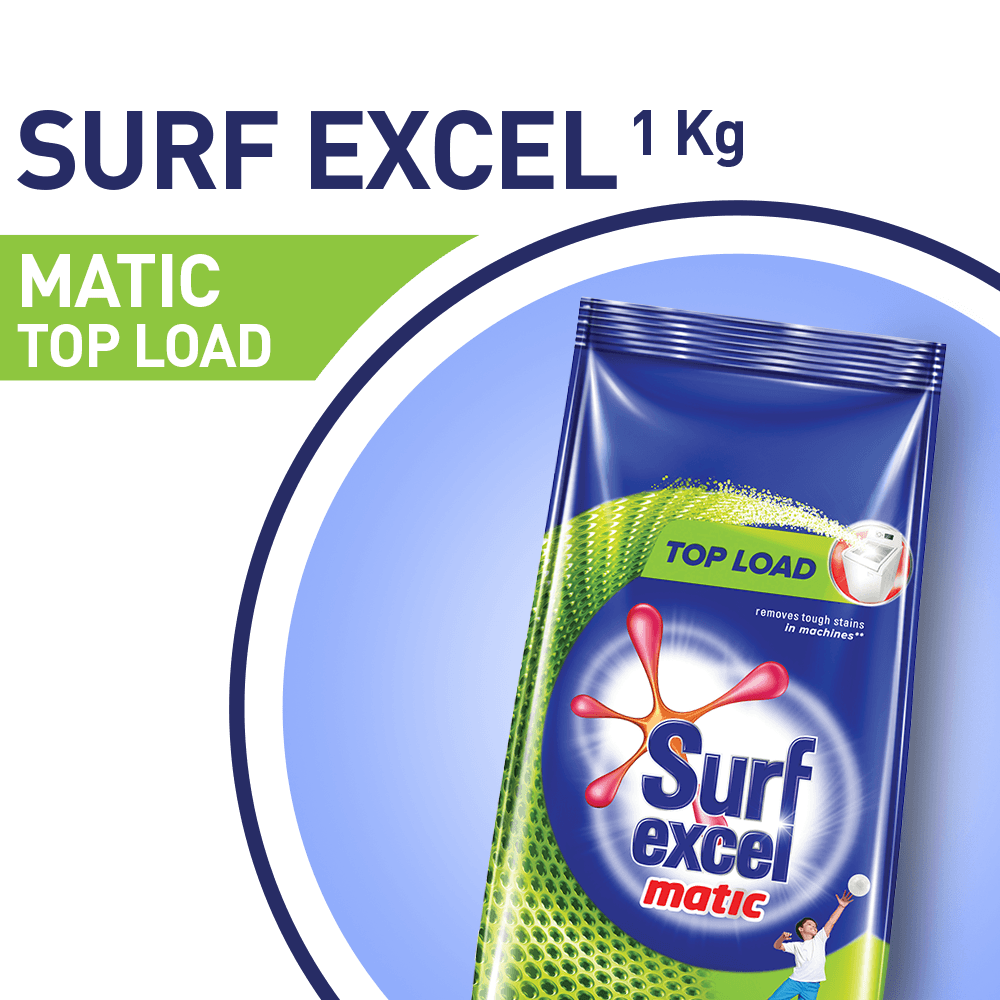 SURF EXCEL 1 Kg
MATIC
TOP LOAD
TOP LOAD
removes tough stains
in machines**
Surf
excel
matic